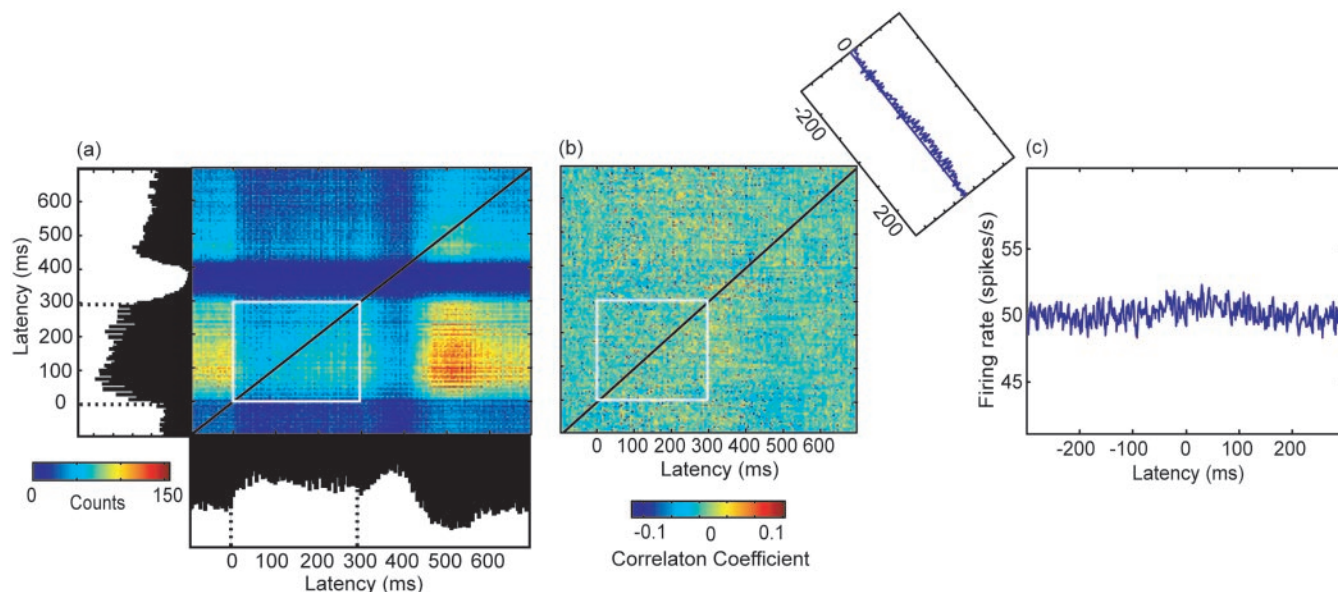 (a)
600
500
400
300
200
100
0
Latency (ms)
0 150
Counts
0 100 200 300 400 500 600
Latency (ms)
(b)
0 100 200 300 400 500 600
Latency (ms)
-0.1 0 0.1
Correlaton Coefficient
0
-200
200
(c)
55
50
45
Firing rate (spikes/s)
-200 -100 0 100 200
Latency (ms)